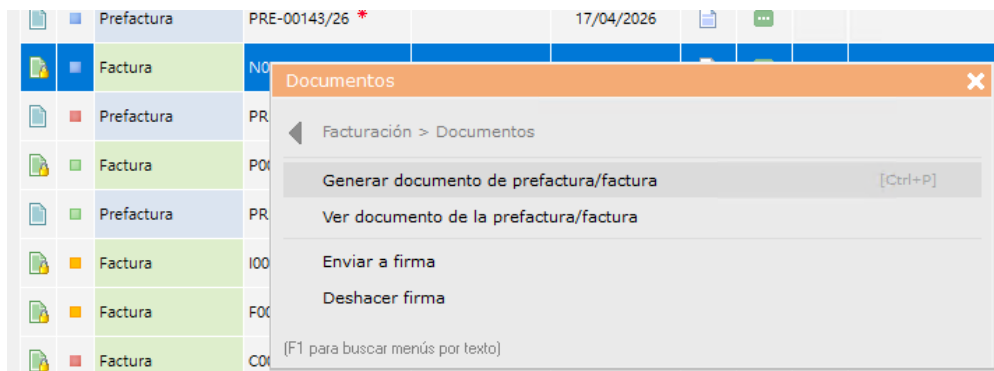 Prefactura PRE-00143/26 * 17/04/2026
Factura
Documentos
Prefactura
Facturación > Documentos
Factura
Generar documento de prefactura/factura [Ctrl+P]
Prefactura
Ver documento de la prefactura/factura
Factura
Enviar a firma
Factura
Deshacer firma
Factura
(F1 para buscar menús por texto)